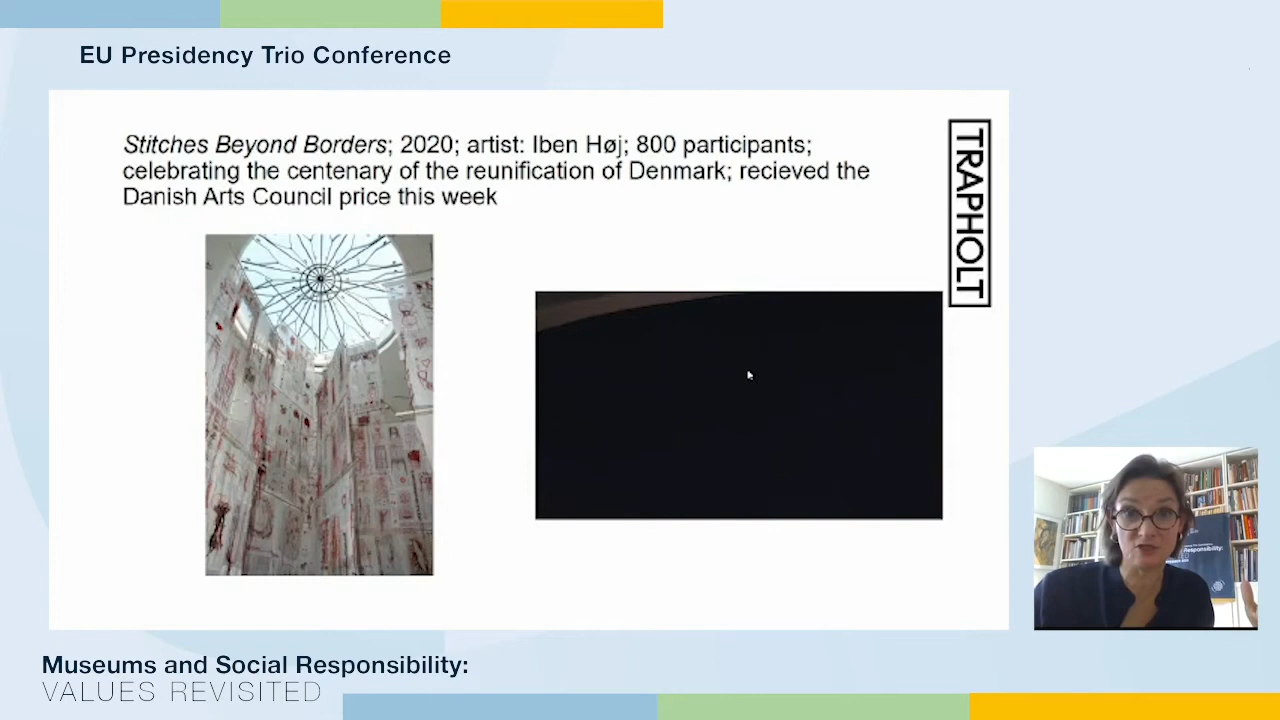 EU Presidency Trio Conference
Stitches Beyond Borders; 2020; artist: Iben Høj; 800 participants;
celebrating the centenary of the reunification of Denmark; recieved the
Danish Arts Council price this week
TRAPHOLT
Responsibility:
Museums and Social Responsibility:
VALUES REVISITED